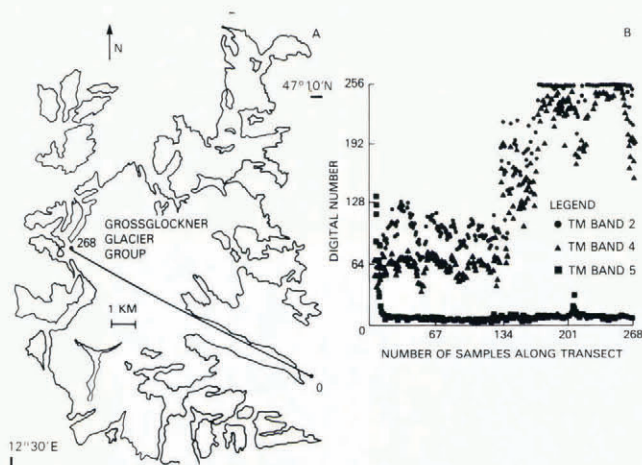 A
N
47°10'N
268
GROSSGLOCKNER
GLACIER
GROUP
1 KM
0
12°30'E
B
256
192
128
64
0
DIGITAL NUMBER
LEGEND
TM BAND 2
TM BAND 4
TM BAND 5
67
134
201
268
NUMBER OF SAMPLES ALONG TRANSECT